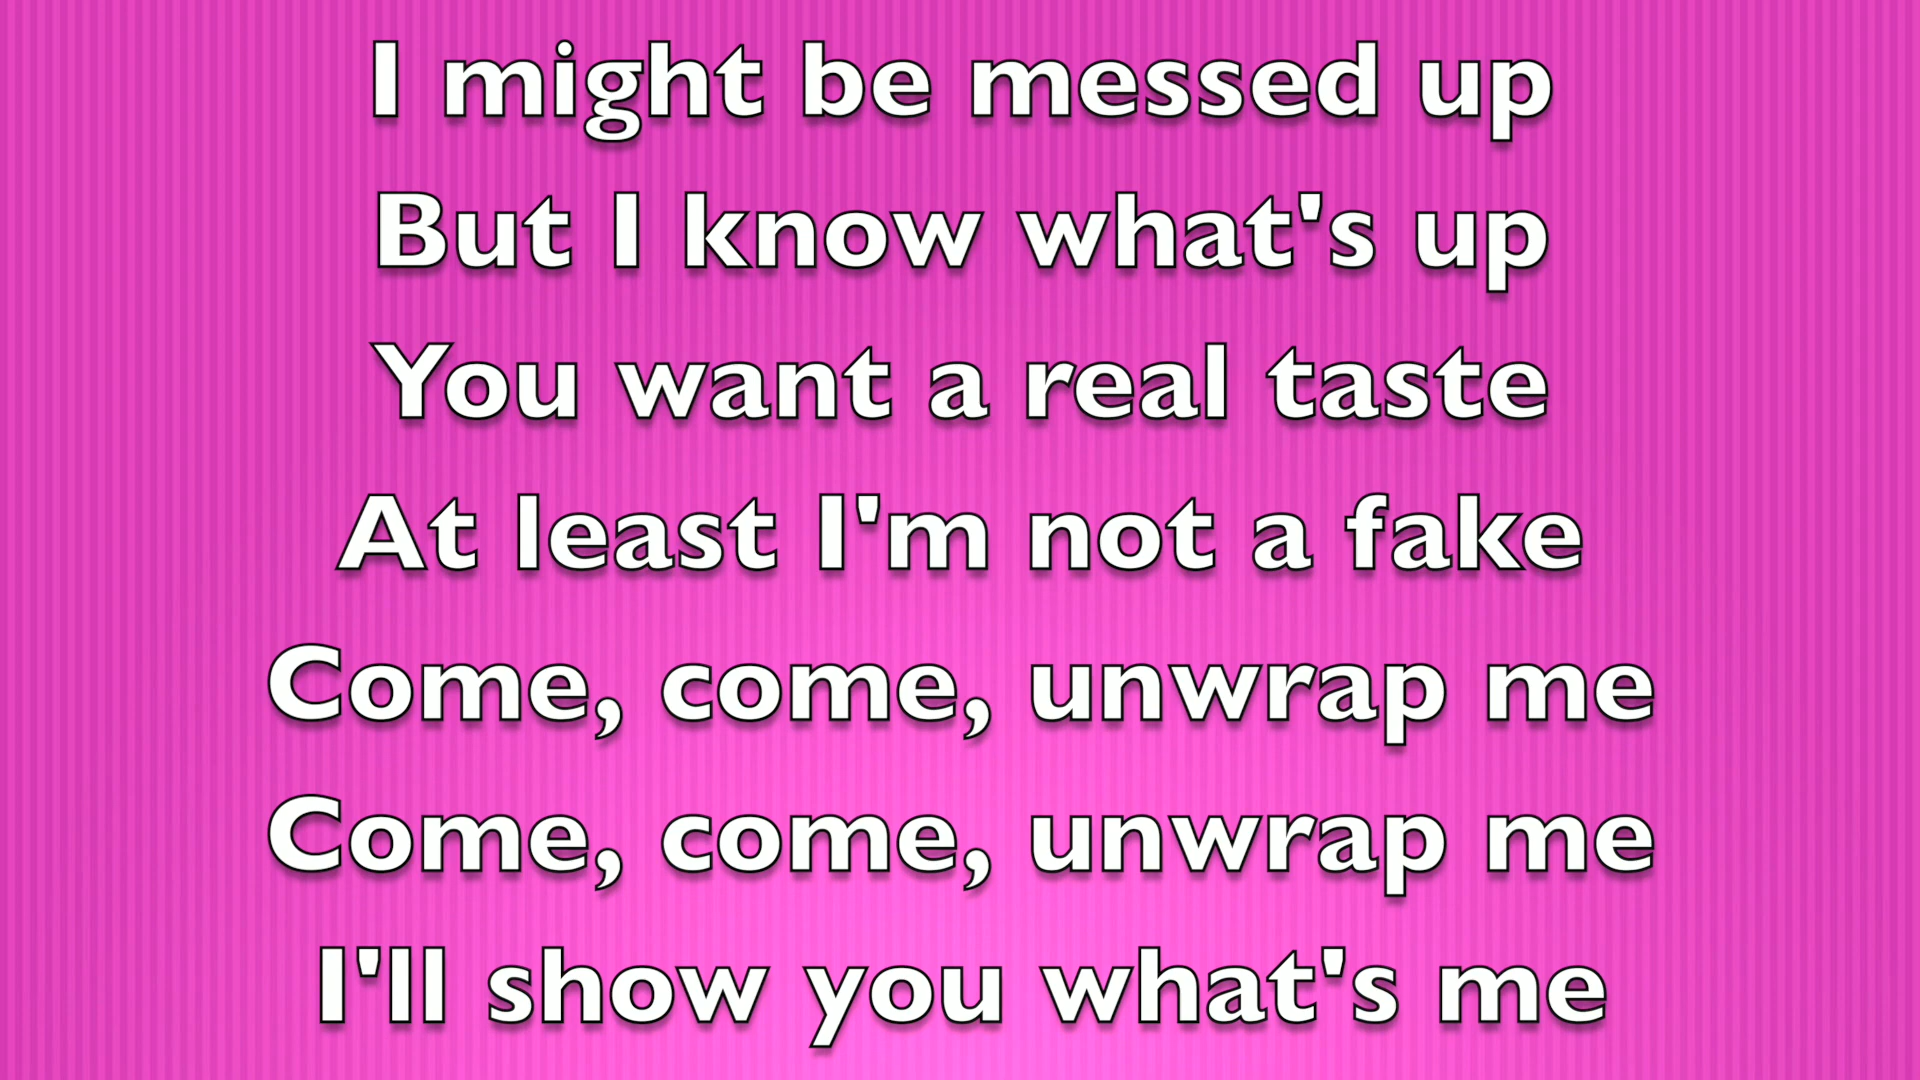 I might be messed up
But I know what's up
You want a real taste
At least I'm not a fake
Come, come, unwrap me
Come, come, unwrap me
I'll show you what's me